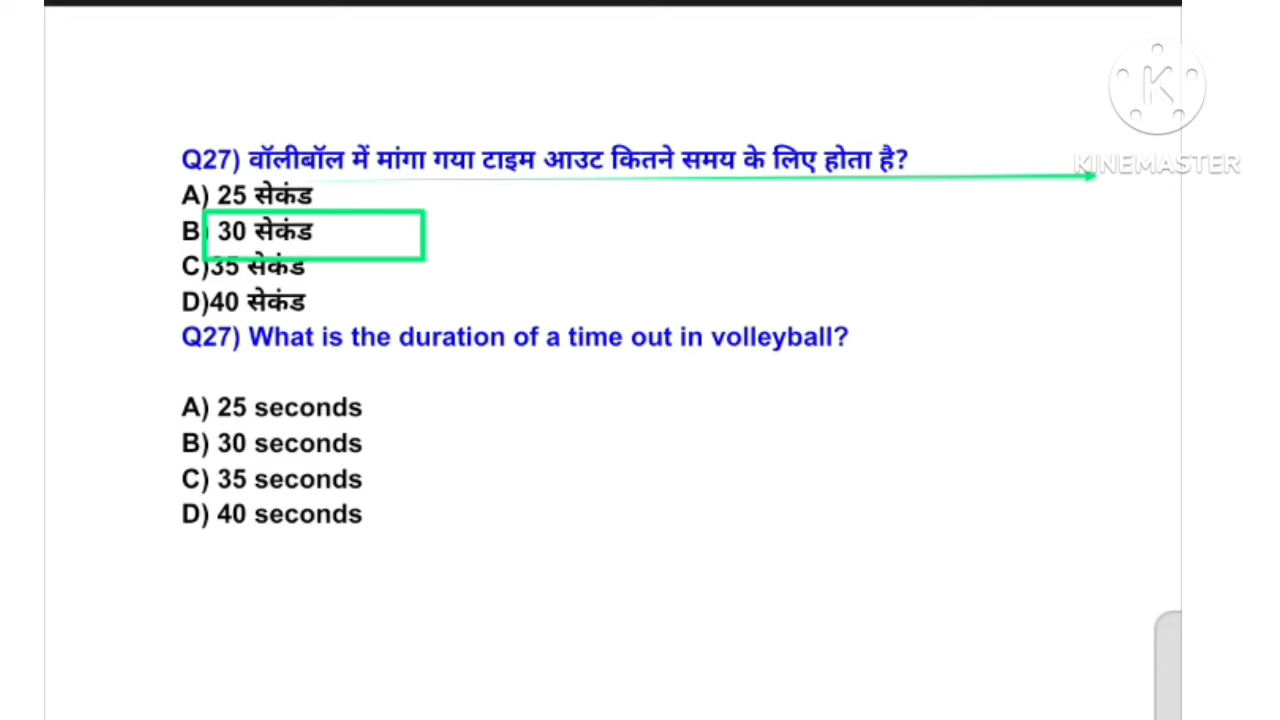 Q27) वॉलीबॉल में मांगा गया टाइम आउट कितने समय के लिए होता है?
A) 25 सेकंड
B) 30 सेकंड
C)35 सेकंड
D)40 सेकंड
Q27) What is the duration of a time out in volleyball?
A) 25 seconds
B) 30 seconds
C) 35 seconds
D) 40 seconds
K
KINEMASTER